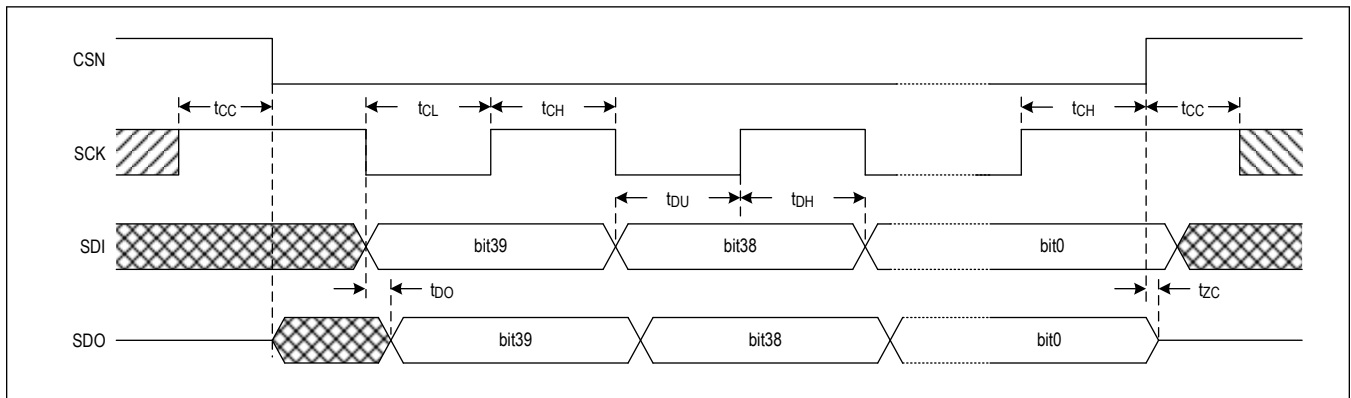 CSN
tCC tCL tCH tCH tCC
SCK
tDU tDH
SDI bit39 bit38 bit0
tDO tZC
SDO bit39 bit38 bit0